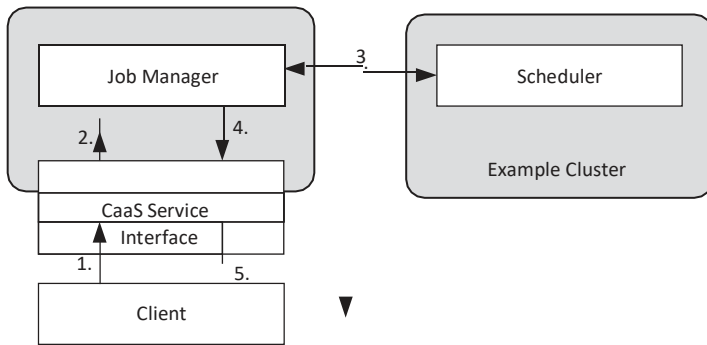 3.
Job Manager
Scheduler
2.
4.
Example Cluster
CaaS Service
Interface
1.
5.
Client